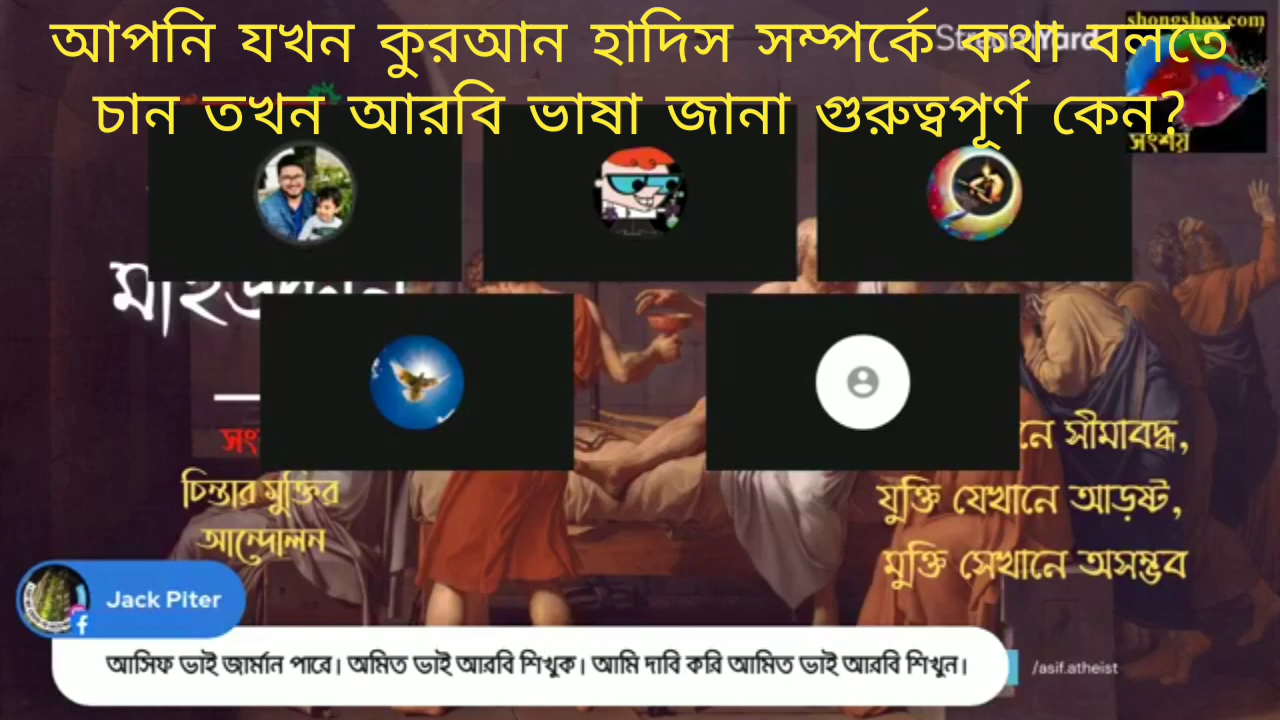 আপনি যখন কুরআন হাদিস সম্পর্কে কথা বলতে
চান তখন আরবি ভাষা জানা গুরুত্বপূর্ণ কেন?
shongshoy.com
StreamYard
সংশয়
চিন্তার মুক্তির
আন্দোলন
সীমাবদ্ধ,
যুক্তি যেখানে আড়ষ্ট,
মুক্তি সেখানে অসম্ভব
Jack Piter
আসিফ ভাই জার্মান পারে। অমিত ভাই আরবি শিখুক। আমি দাবি করি আমিত ভাই আরবি শিখুন।
/asif.atheist